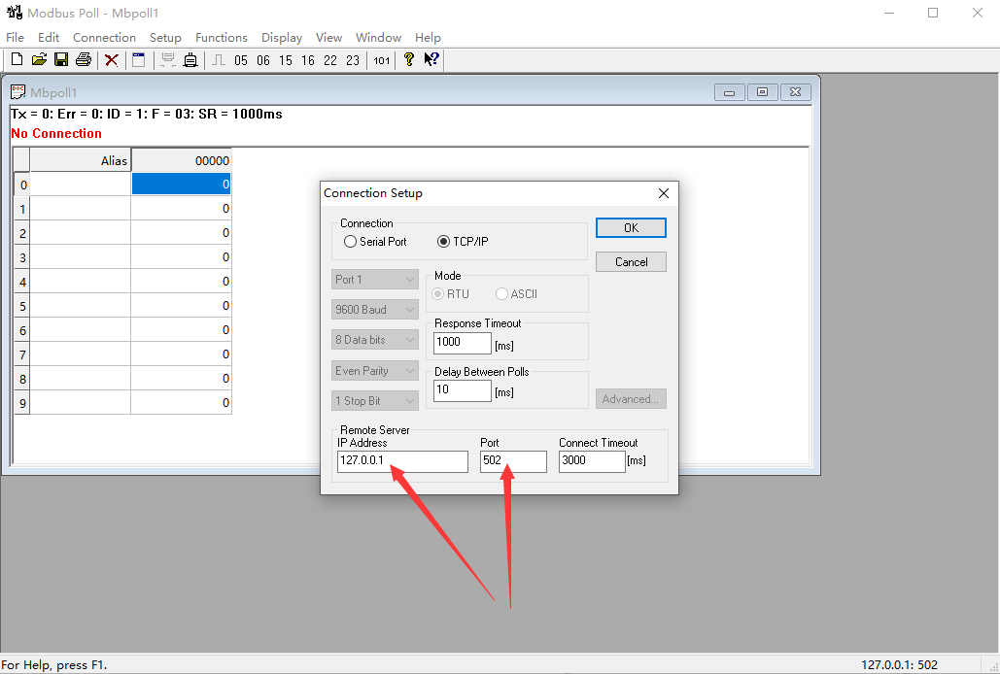 Modbus Poll - Mbpoll1
File Edit Connection Setup Functions Display View Window Help
05 06 15 16 22 23 101
Mbpoll1
Tx = 0: Err = 0: ID = 1: F = 03: SR = 1000ms
No Connection
Alias 00000
0 0
1 0
2 0
3 0
4 0
5 0
6 0
7 0
8 0
9 0
Connection Setup
Connection
Serial Port TCP/IP
OK
Cancel
Port 1
9600 Baud
8 Data bits
Even Parity
1 Stop Bit
Mode
RTU ASCII
Response Timeout
1000 [ms]
Delay Between Polls
10 [ms]
Advanced...
Remote Server
IP Address Port Connect Timeout
127.0.0.1 502 3000 [ms]
For Help, press F1. 127.0.0.1: 502